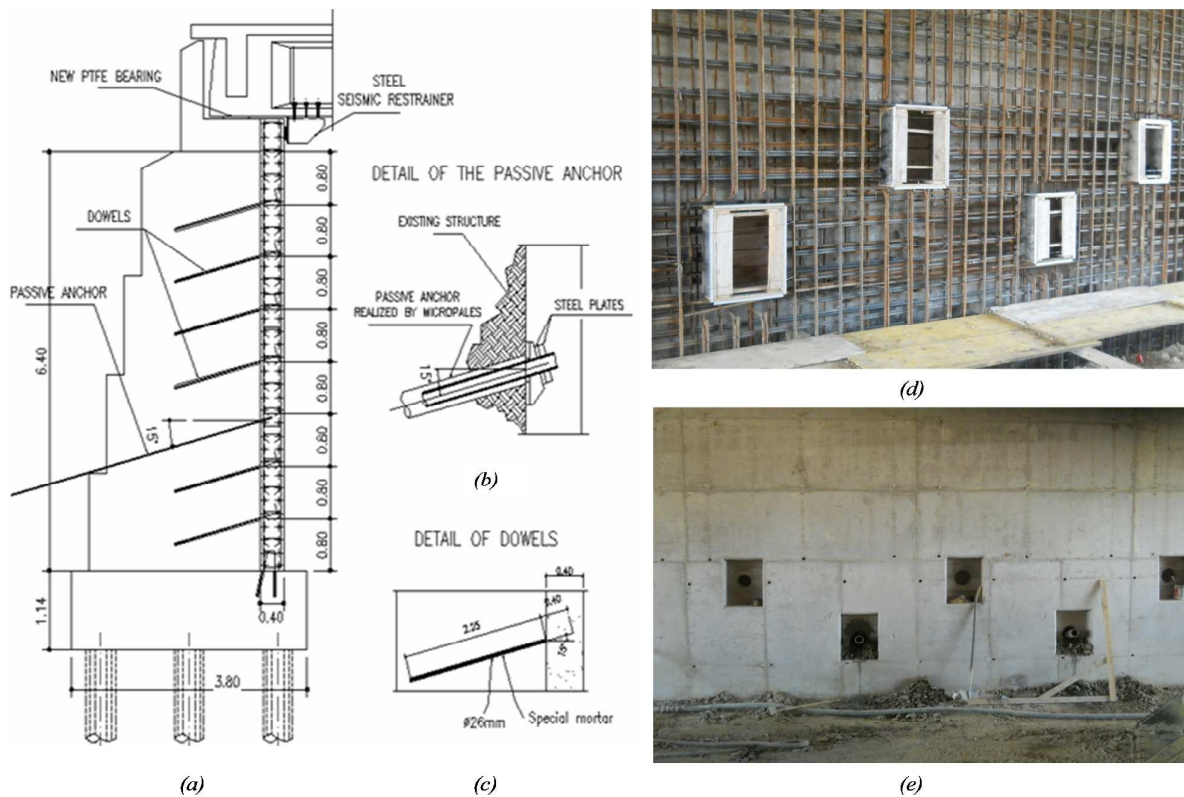 NEW PTFE BEARING
STEEL
SEISMIC RESTRAINER
DOWELS
PASSIVE ANCHOR
6.40
15°
0.80
0.80
0.80
0.80
0.80
0.80
0.80
0.80
1.14
0.40
3.80
(a)
DETAIL OF THE PASSIVE ANCHOR
EXISTING STRUCTURE
PASSIVE ANCHOR
REALIZED BY MICROPALES
STEEL PLATES
15°
(b)
DETAIL OF DOWELS
0.40
0.40
2.25
15°
ø26mm
Special mortar
(c)
(d)
(e)